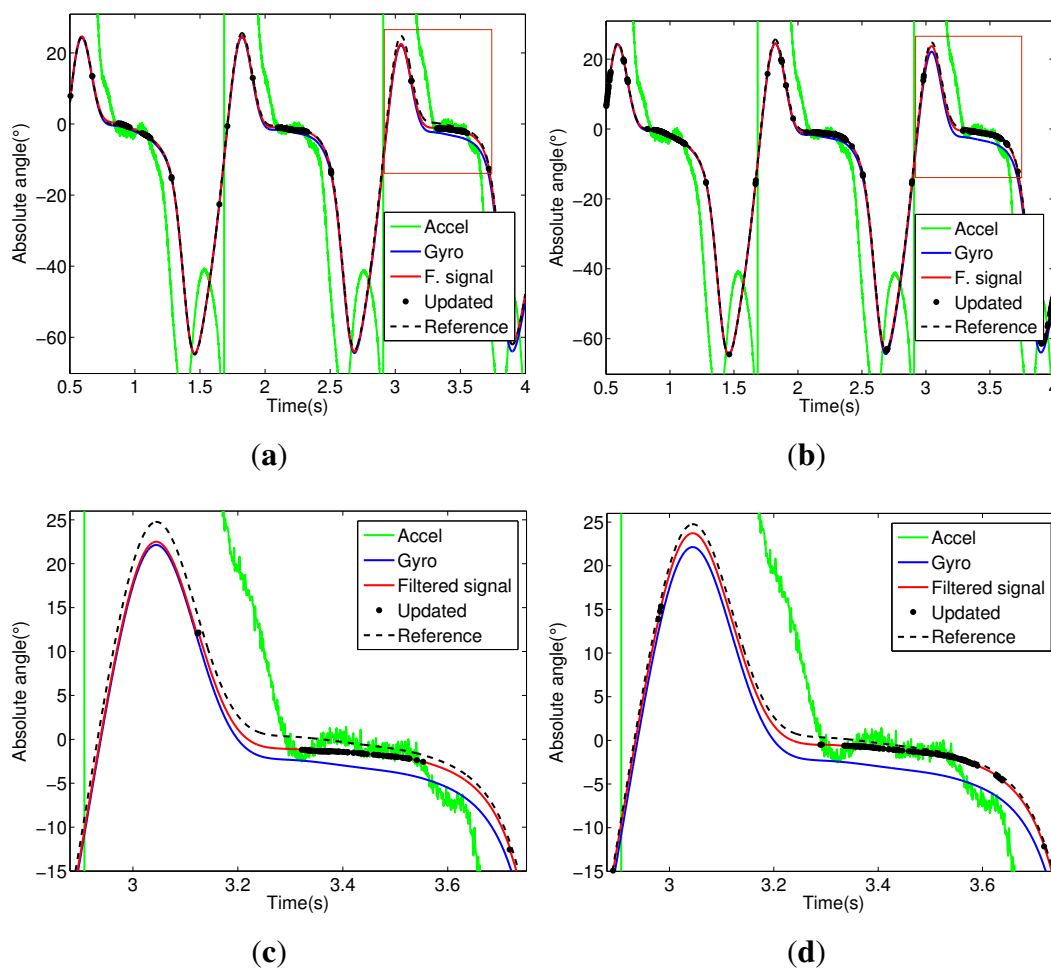 20
0
−20
−40
−60
Absolute angle(°)
0.5 1 1.5 2 2.5 3 3.5 4
Time(s)
Accel
Gyro
F. signal
Updated
Reference
(a)
20
0
−20
−40
−60
Absolute angle(°)
0.5 1 1.5 2 2.5 3 3.5 4
Time(s)
Accel
Gyro
F. signal
Updated
Reference
(b)
25
20
15
10
5
0
−5
−10
−15
Absolute angle(°)
3 3.2 3.4 3.6
Time(s)
Accel
Gyro
Filtered signal
Updated
Reference
(c)
25
20
15
10
5
0
−5
−10
−15
Absolute angle(°)
3 3.2 3.4 3.6
Time(s)
Accel
Gyro
Filtered signal
Updated
Reference
(d)